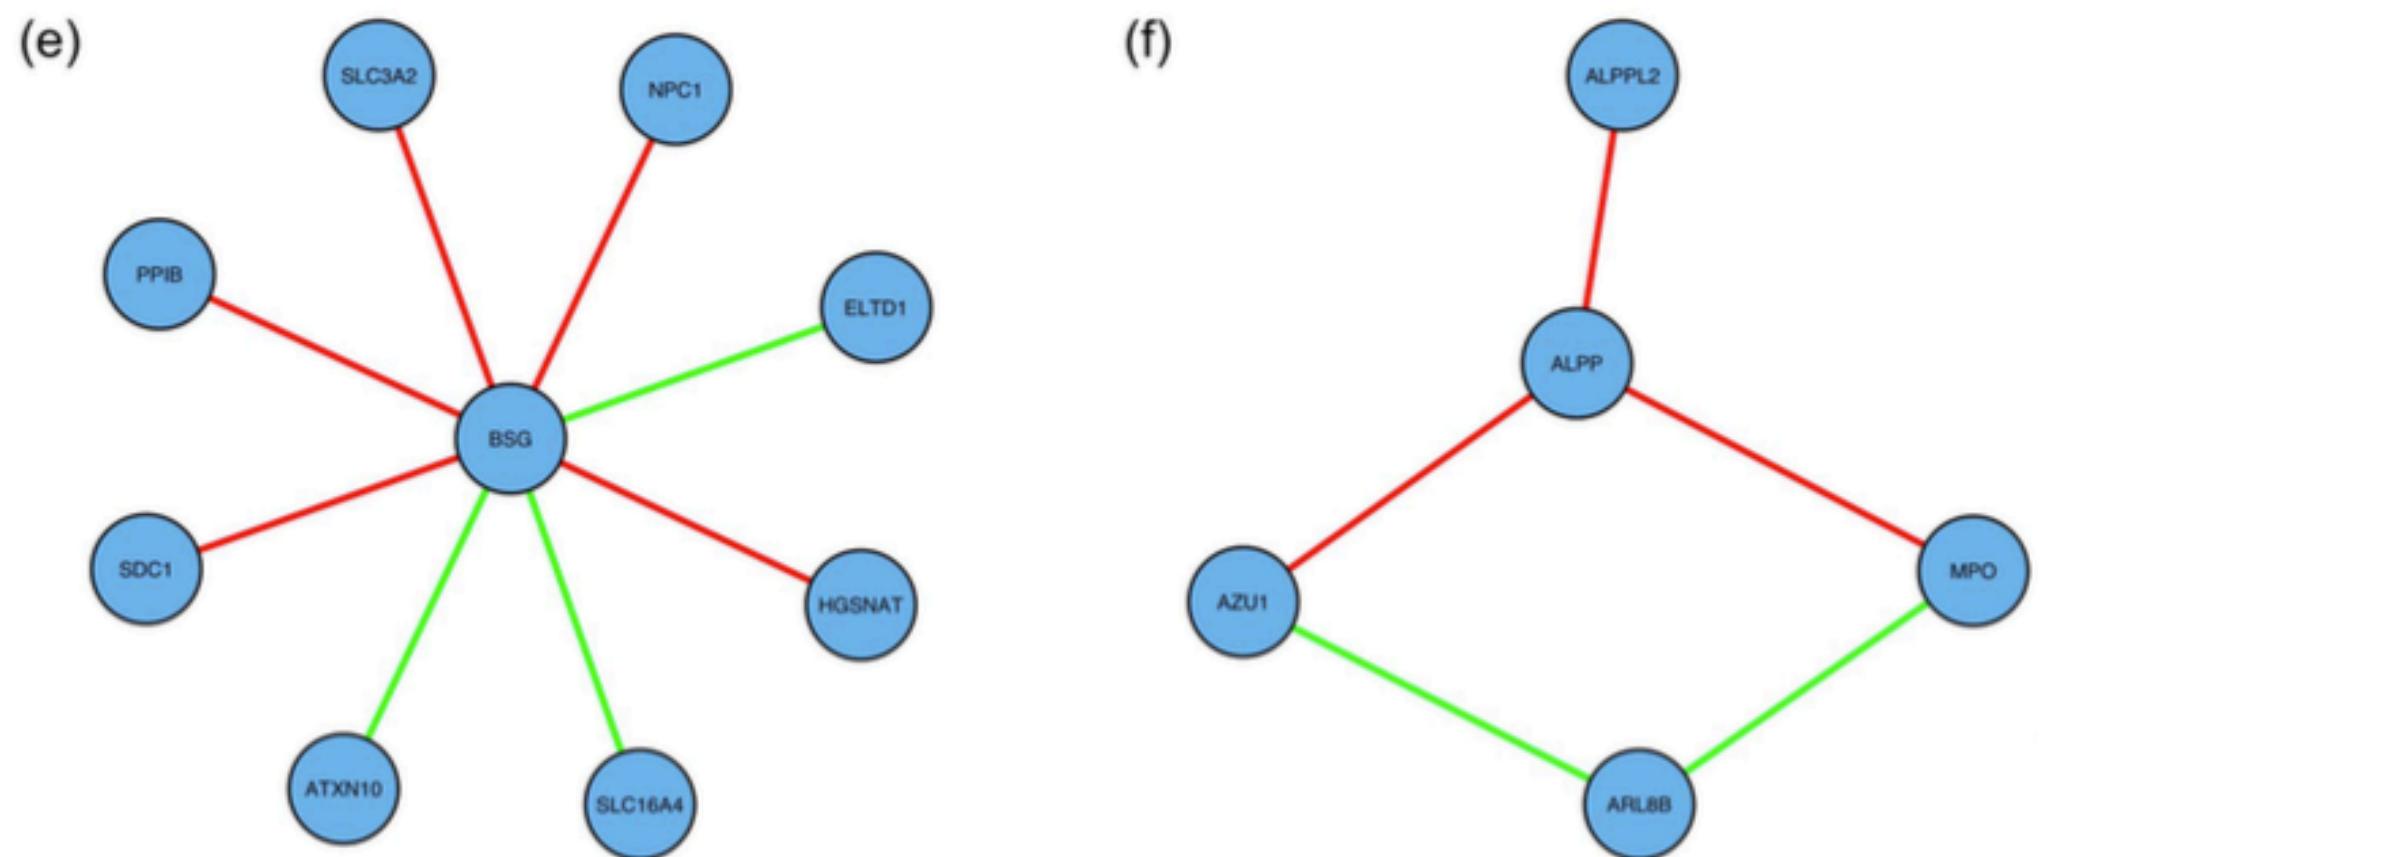 (e)
SLC3A2
NPC1
PPIB
ELTD1
BSG
SDC1
HGSNAT
ATXN10
SLC16A4
(f)
ALPPL2
ALPP
AZU1
MPO
ARL8B